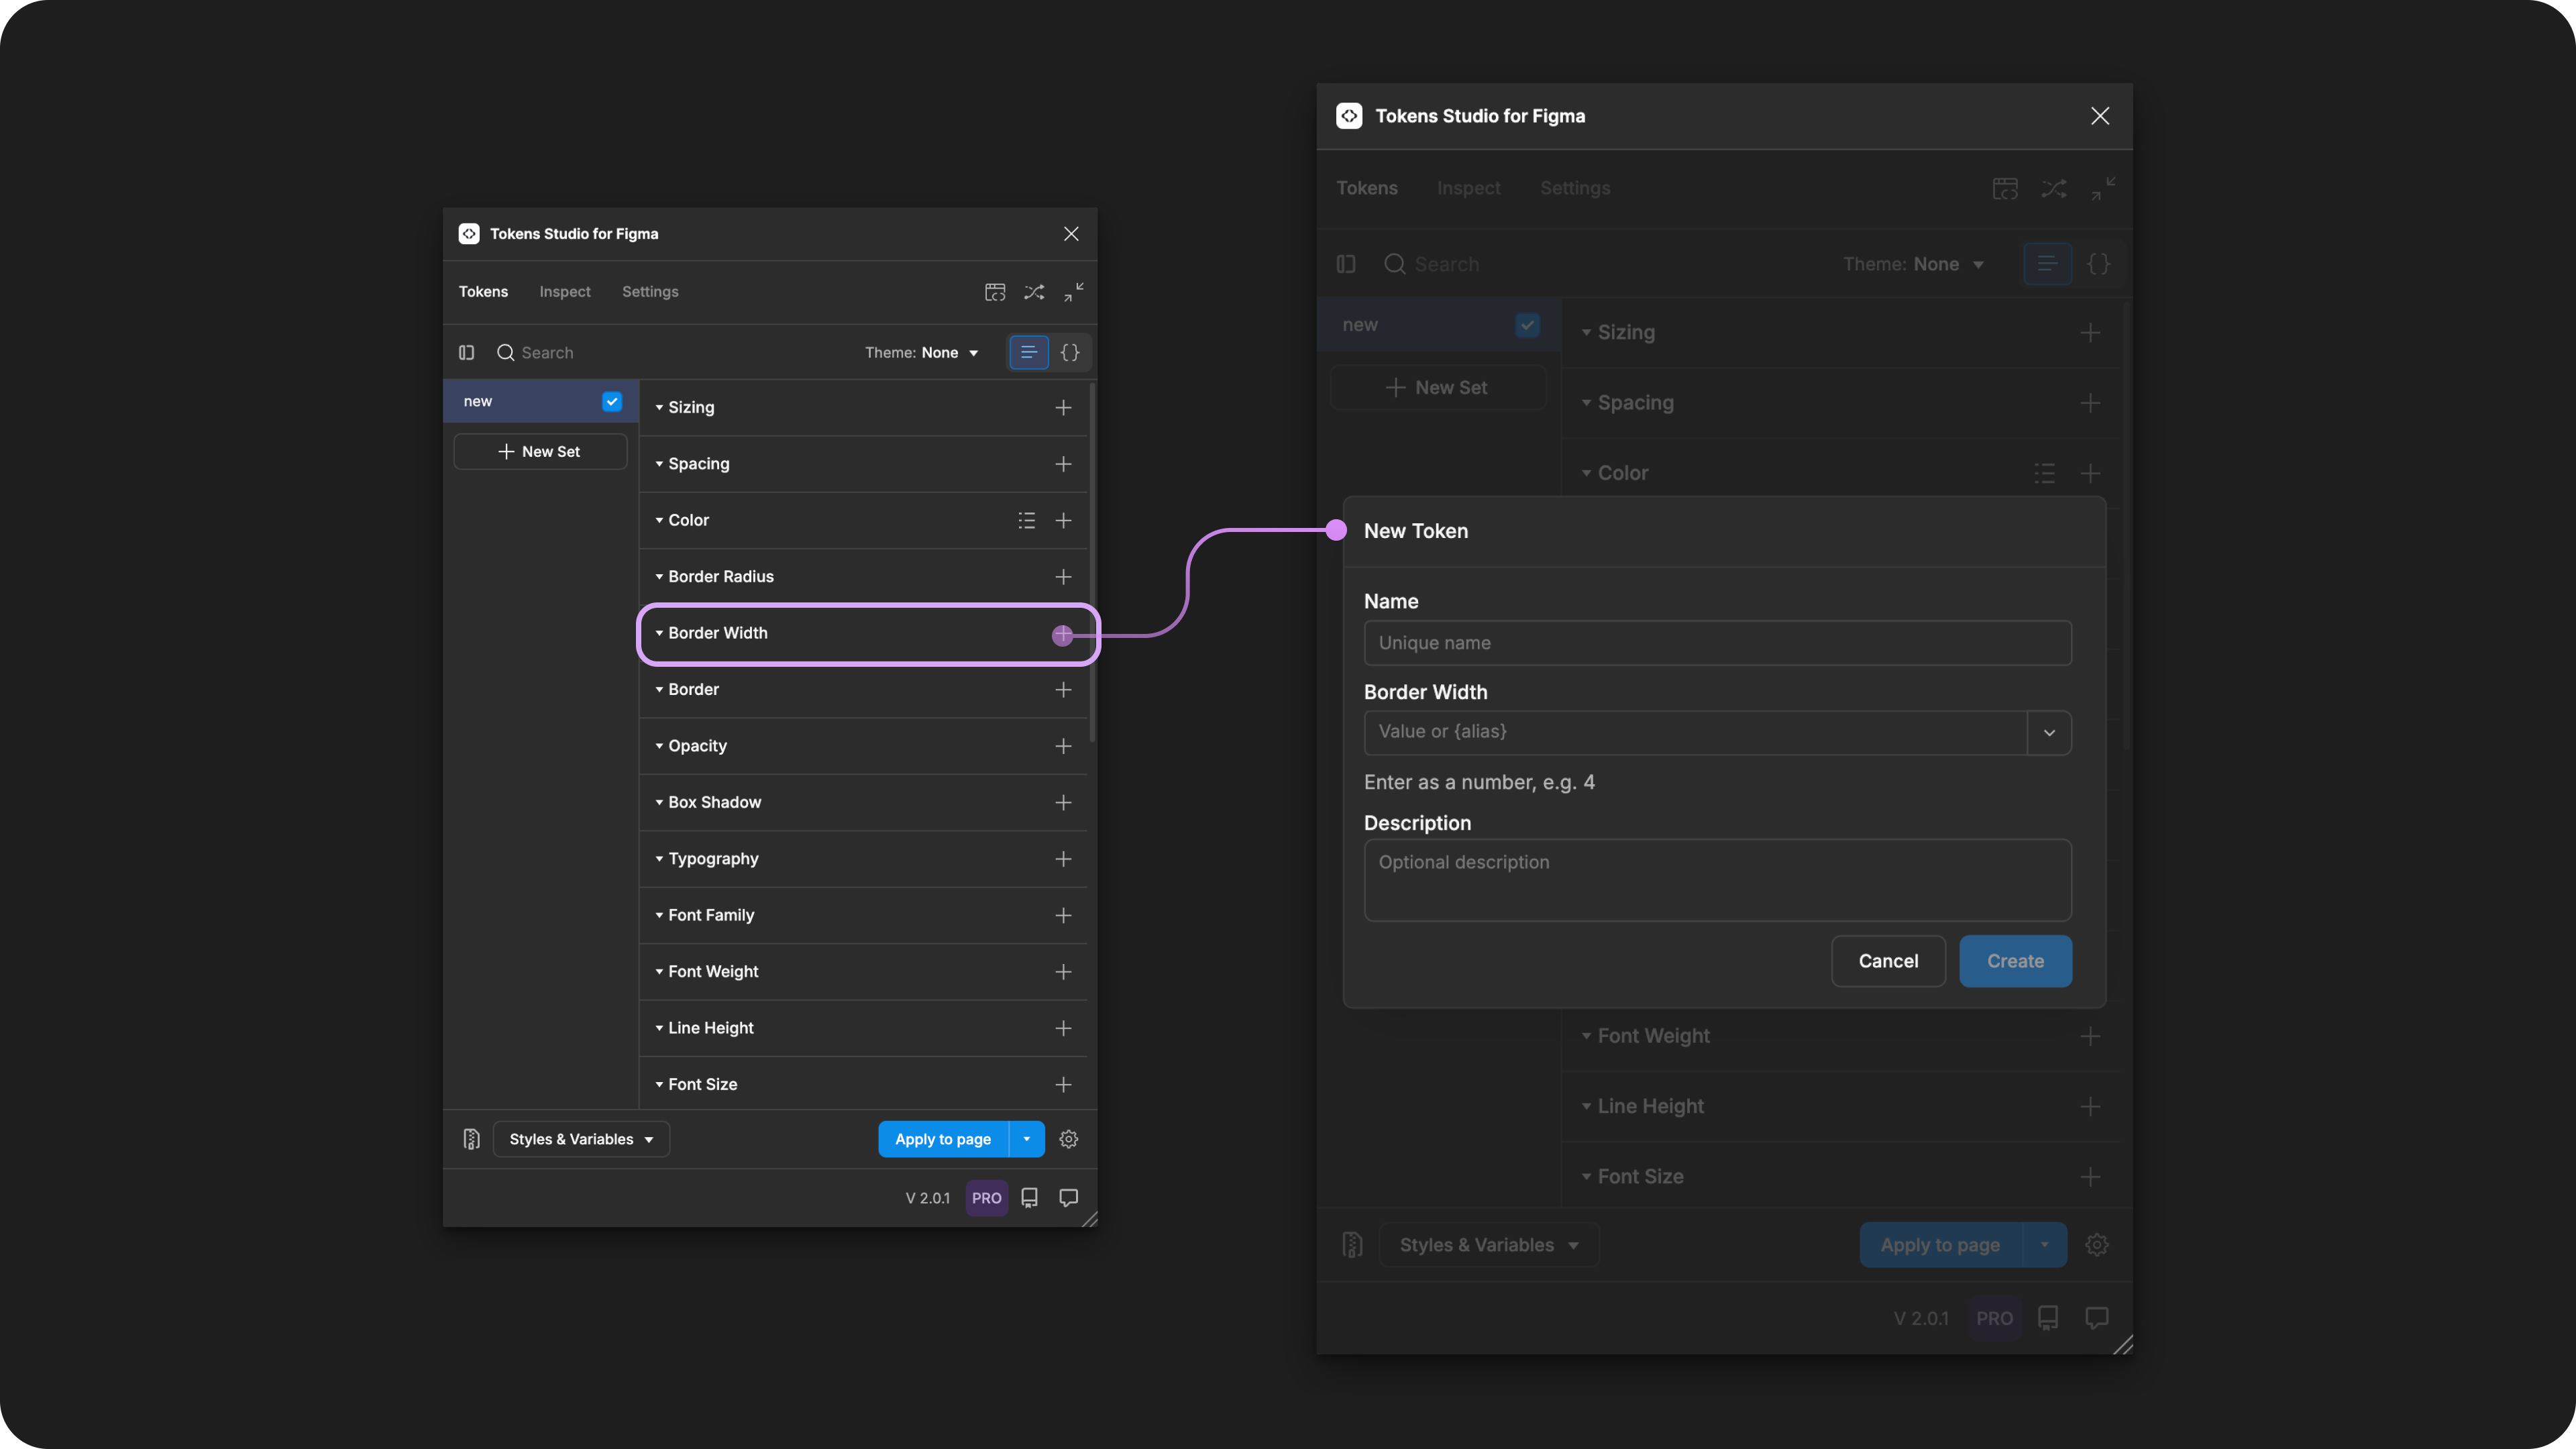 Tokens Studio for Figma
Tokens Inspect Settings
Search Theme: None {}
new
New Set
Sizing
Spacing
Color
Border Radius
Border Width
Border
Opacity
Box Shadow
Typography
Font Family
Font Weight
Line Height
Font Size
Styles & Variables Apply to page
V 2.0.1 PRO
Tokens Studio for Figma
Tokens Inspect Settings
Search Theme: None {}
new
New Set
Sizing
Spacing
Color
New Token
Name
Unique name
Border Width
Value or {alias}
Enter as a number, e.g. 4
Description
Optional description
Cancel Create
Font Weight
Line Height
Font Size
Styles & Variables Apply to page
V 2.0.1 PRO